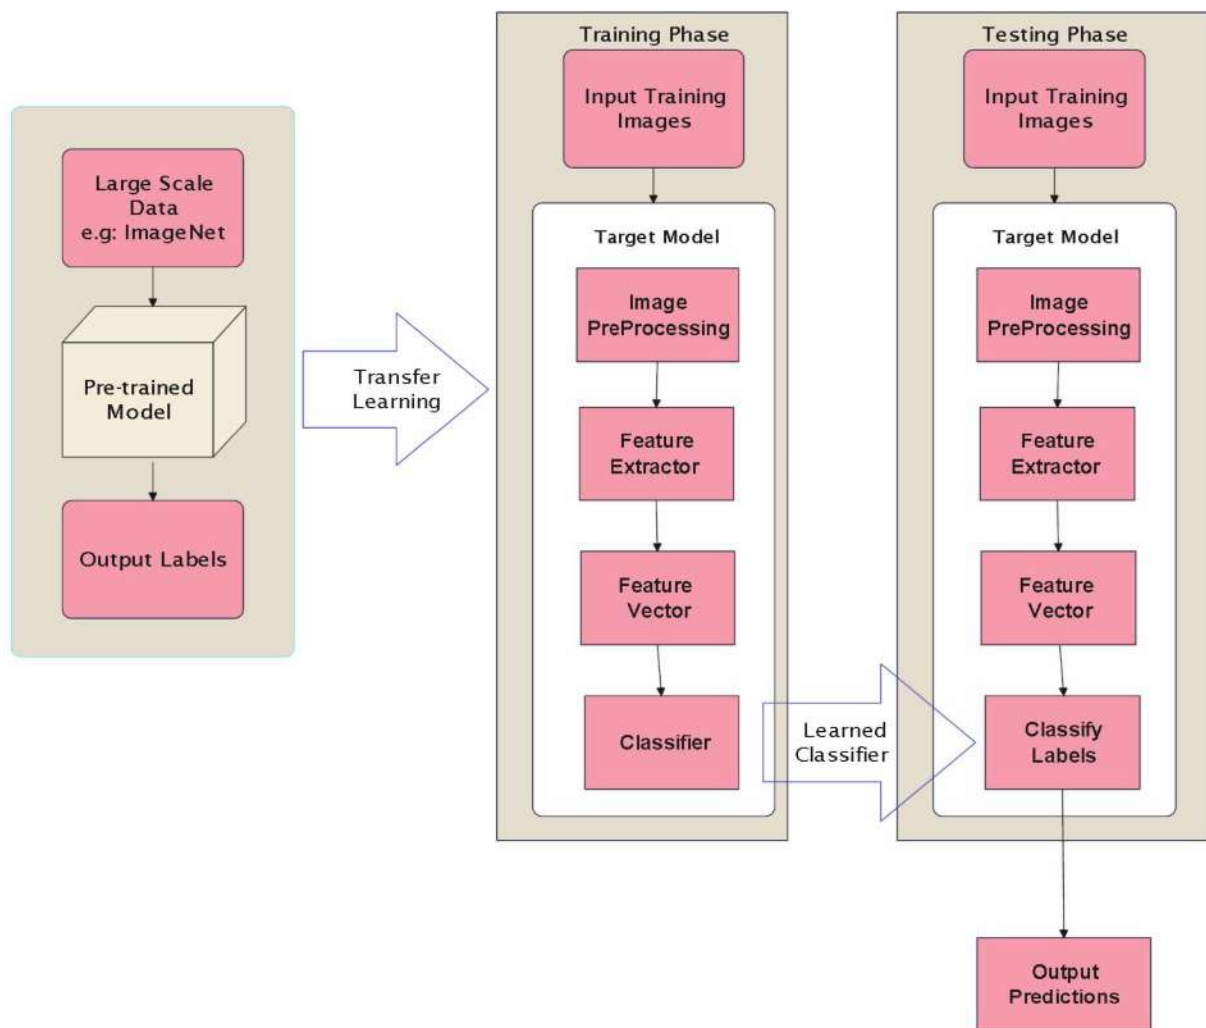 Large Scale
Data
e.g: ImageNet
Pre-trained
Model
Output Labels
Transfer
Learning
Training Phase
Input Training
Images
Target Model
Image
PreProcessing
Feature
Extractor
Feature
Vector
Classifier
Learned
Classifier
Testing Phase
Input Training
Images
Target Model
Image
PreProcessing
Feature
Extractor
Feature
Vector
Classify
Labels
Output
Predictions